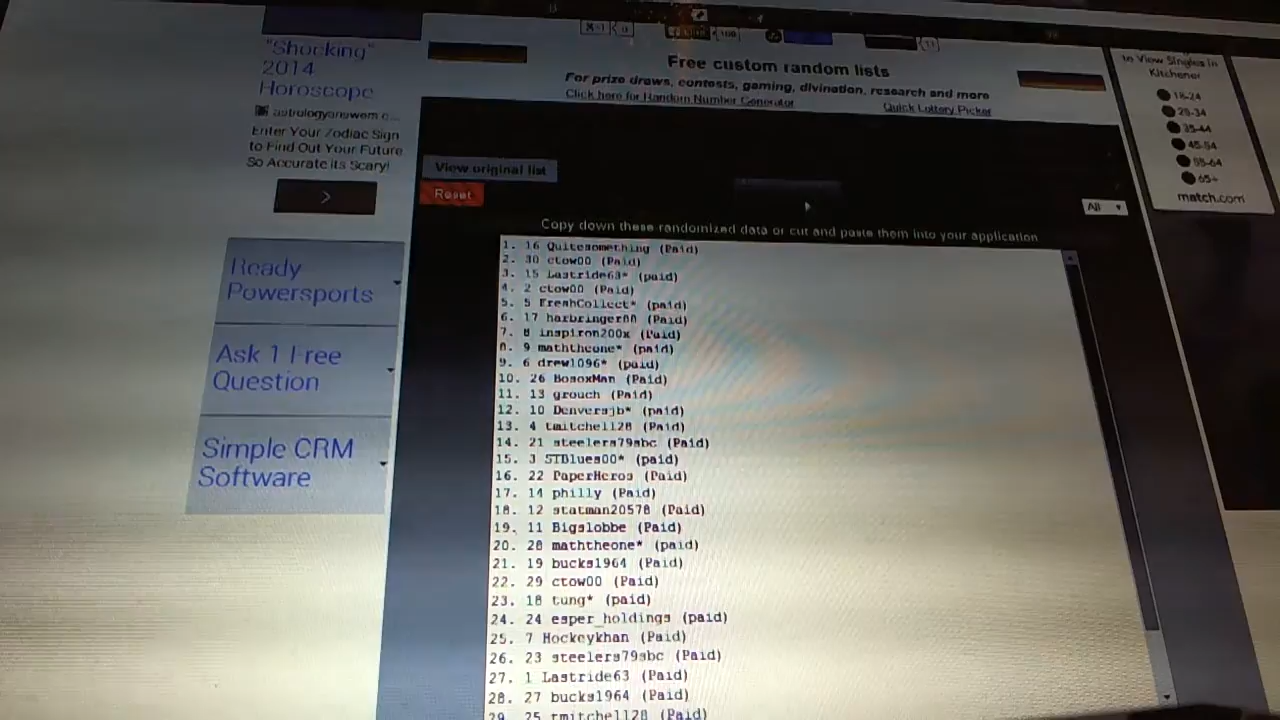 "Shocking"
2014
Horoscope
Enter Your Zodiac Sign
to Find Out Your Future
So Accurate its Scary!
Ready
Powersports
Ask 1 Free
Question
Simple CRM
Software
Free custom random lists
For prize draws, contests, gaming, divination, research and more
Click here for Random Number Generator
Quick Lottery Picker
View original list
Reset
All
Copy down these randomized data or cut and paste them into your application
1. 16 Quitesomething (Paid)
2. 30 ctow00 (Paid)
3. 15 Lastride63* (paid)
4. 2 ctow00 (Paid)
5. 5 FreshCollect* (paid)
6. 17 harbringer88 (Paid)
7. 8 inspiron200x (Paid)
8. 9 maththeone* (paid)
9. 6 drew1096* (paid)
10. 26 BosoxMan (Paid)
11. 13 grouch (Paid)
12. 10 Denversjb* (paid)
13. 4 tmitchell28 (Paid)
14. 21 steelers79sbc (Paid)
15. 3 STBlues00* (paid)
16. 22 PaperHeros (Paid)
17. 14 philly (Paid)
18. 12 statman20578 (Paid)
19. 11 Bigslobbe (Paid)
20. 28 maththeone* (paid)
21. 19 bucks1964 (Paid)
22. 29 ctow00 (Paid)
23. 18 tung* (paid)
24. 24 esper_holdings (paid)
25. 7 Hockeykhan (Paid)
26. 23 steelers79sbc (Paid)
27. 1 Lastride63 (Paid)
28. 27 bucks1964 (Paid)
29. 25 tmitchell28 (Paid)
to View Singles in
Kitchener
18-24
25-34
35-44
45-54
55-64
65+
match.com